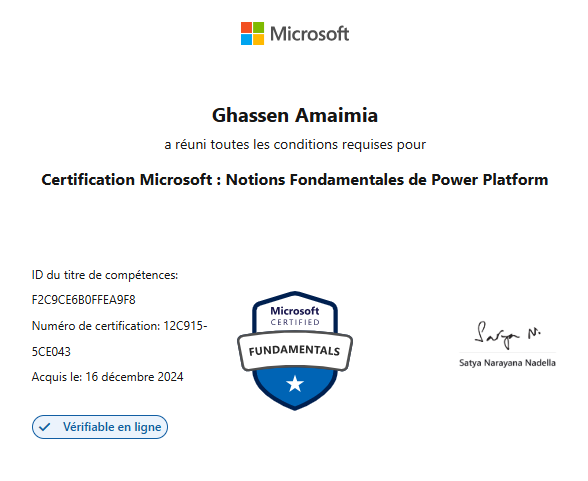 Microsoft
Ghassen Amaimia
a réuni toutes les conditions requises pour
Certification Microsoft : Notions Fondamentales de Power Platform
ID du titre de compétences:
F2C9CE6B0FFEA9F8
Numéro de certification: 12C915-
5CE043
Acquis le: 16 décembre 2024
Vérifiable en ligne
Microsoft
CERTIFIED
FUNDAMENTALS
Satya N.
Satya Narayana Nadella